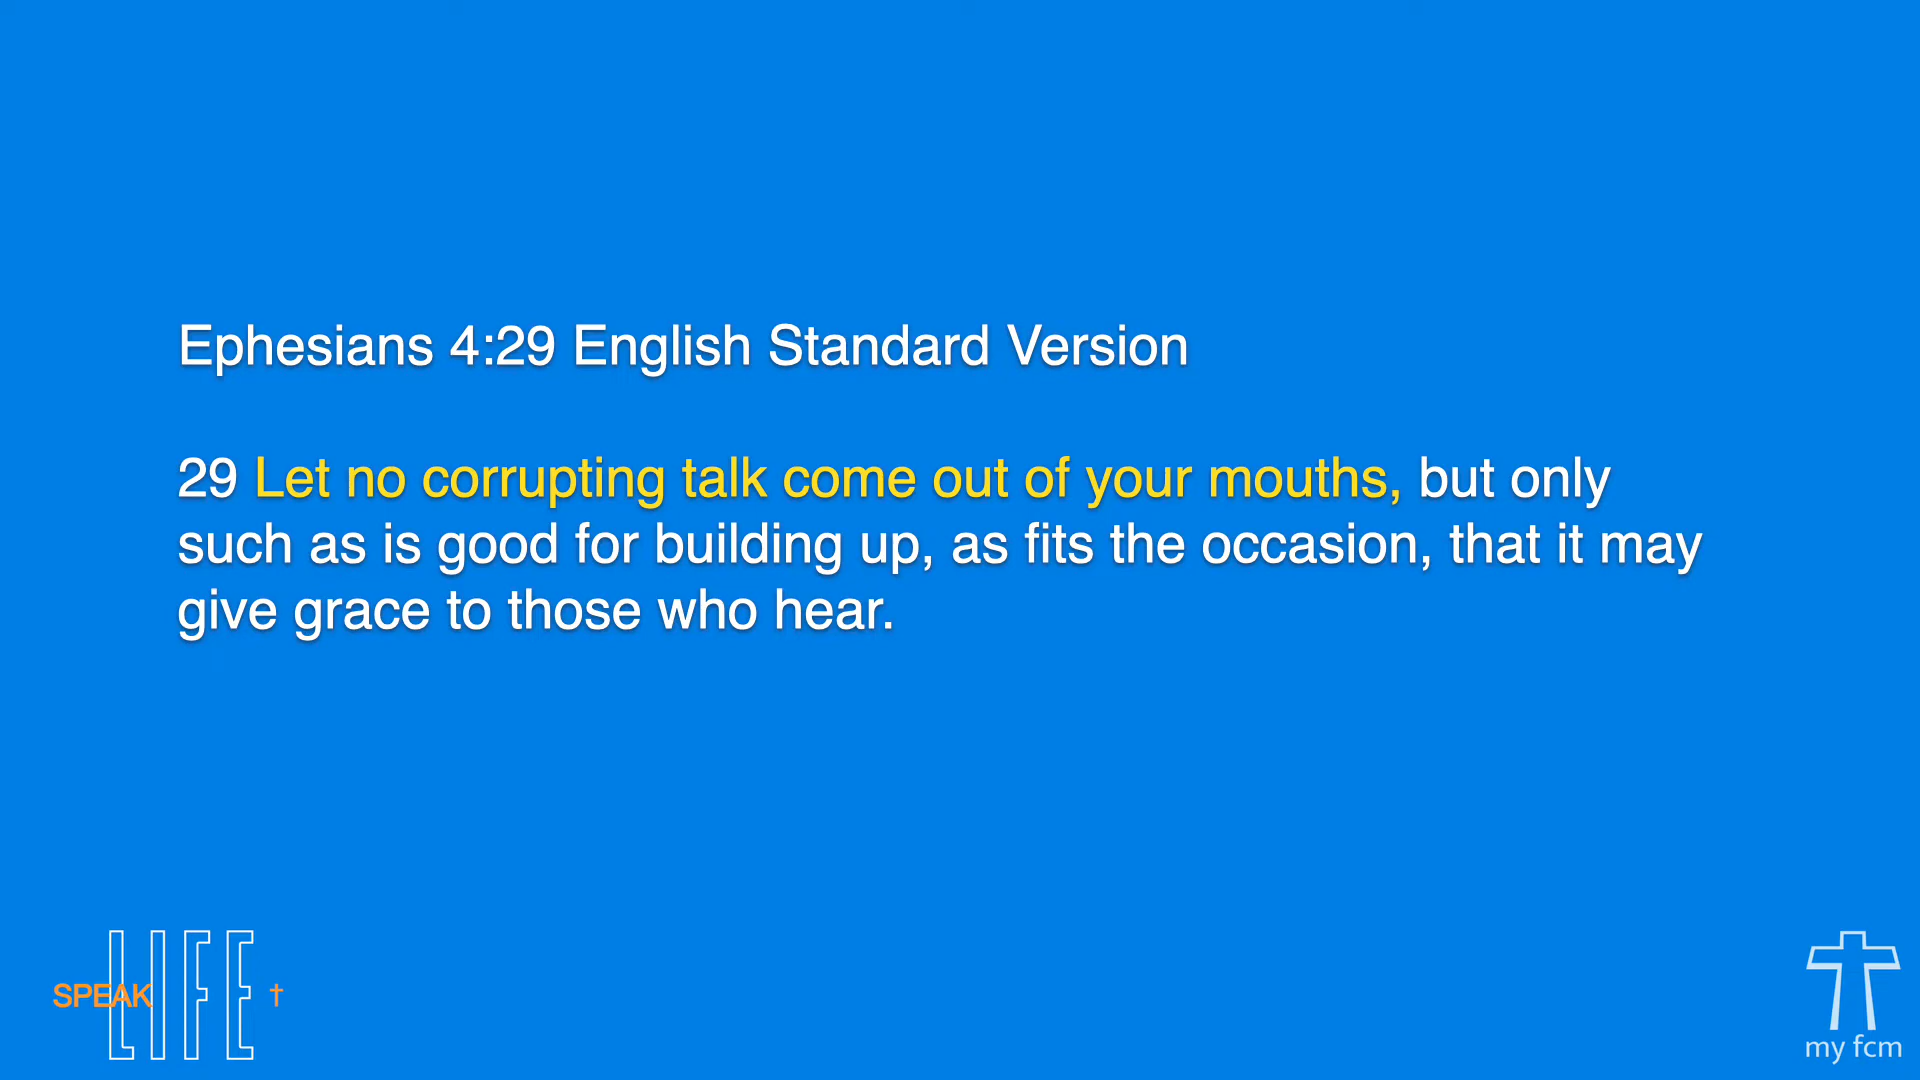 Ephesians 4:29 English Standard Version
29 Let no corrupting talk come out of your mouths, but only
such as is good for building up, as fits the occasion, that it may
give grace to those who hear.
SPEAK LIFE
my fcm